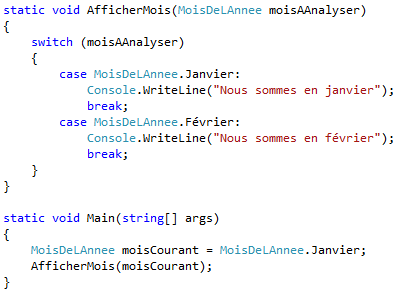 static void AfficherMois(MoisDeLAnnee moisAAnalyser)
{
    switch (moisAAnalyser)
    {
        case MoisDeLAnnee.Janvier:
            Console.WriteLine("Nous sommes en janvier");
            break;
        case MoisDeLAnnee.Février:
            Console.WriteLine("Nous sommes en février");
            break;
    }
}

static void Main(string[] args)
{
    MoisDeLAnnee moisCourant = MoisDeLAnnee.Janvier;
    AfficherMois(moisCourant);
}